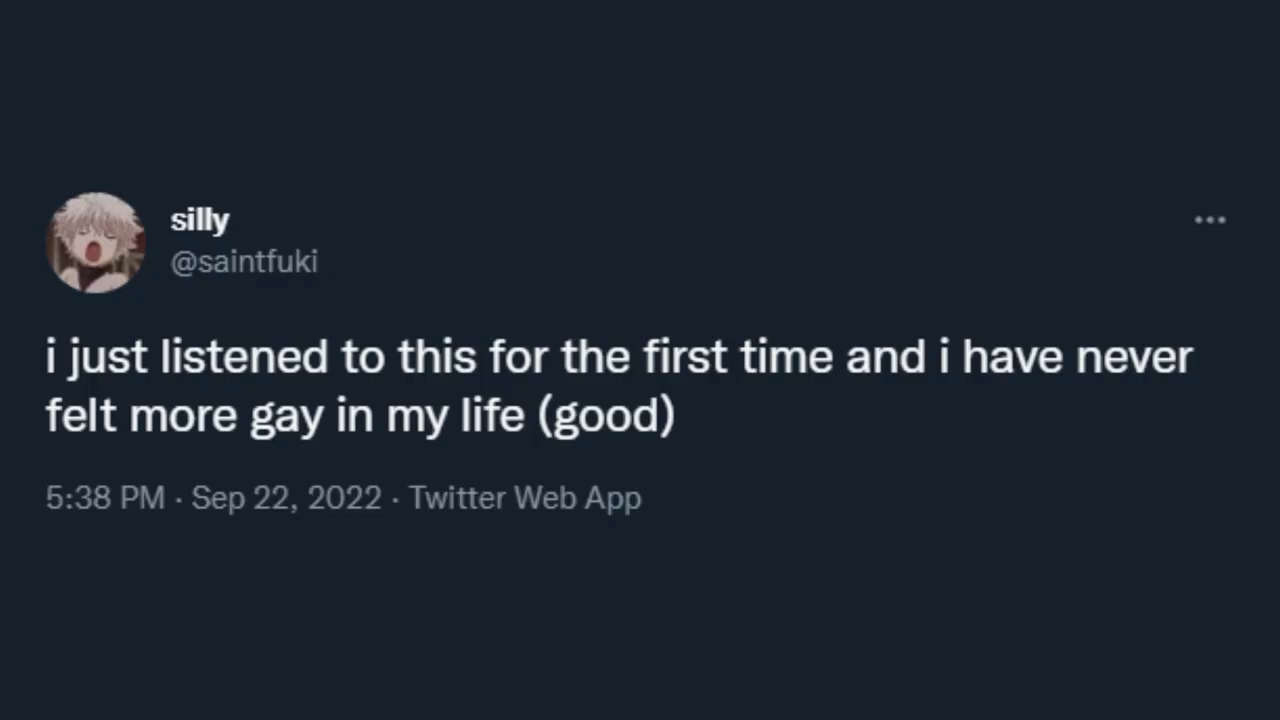 silly
@saintfuki
i just listened to this for the first time and i have never
felt more gay in my life (good)
5:38 PM · Sep 22, 2022 · Twitter Web App